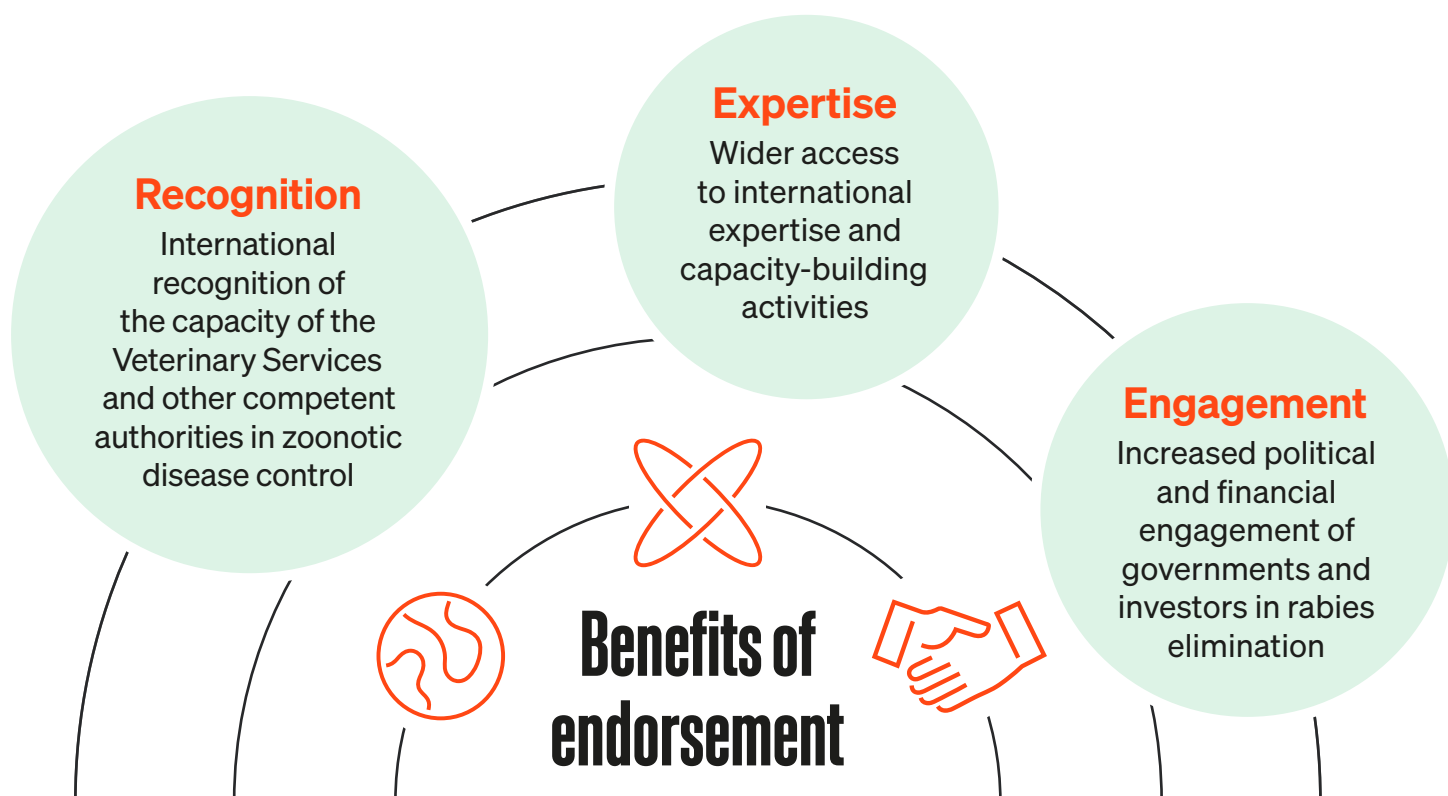 Recognition
International
recognition of
the capacity of the
Veterinary Services
and other competent
authorities in zoonotic
disease control
Expertise
Wider access
to international
expertise and
capacity-building
activities
Engagement
Increased political
and financial
engagement of
governments and
investors in rabies
elimination
Benefits of
endorsement